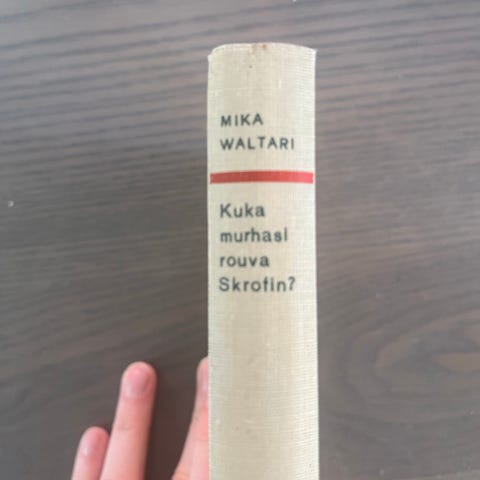 MIKA
WALTARI
Kuka
murhasi
rouva
Skrofin?